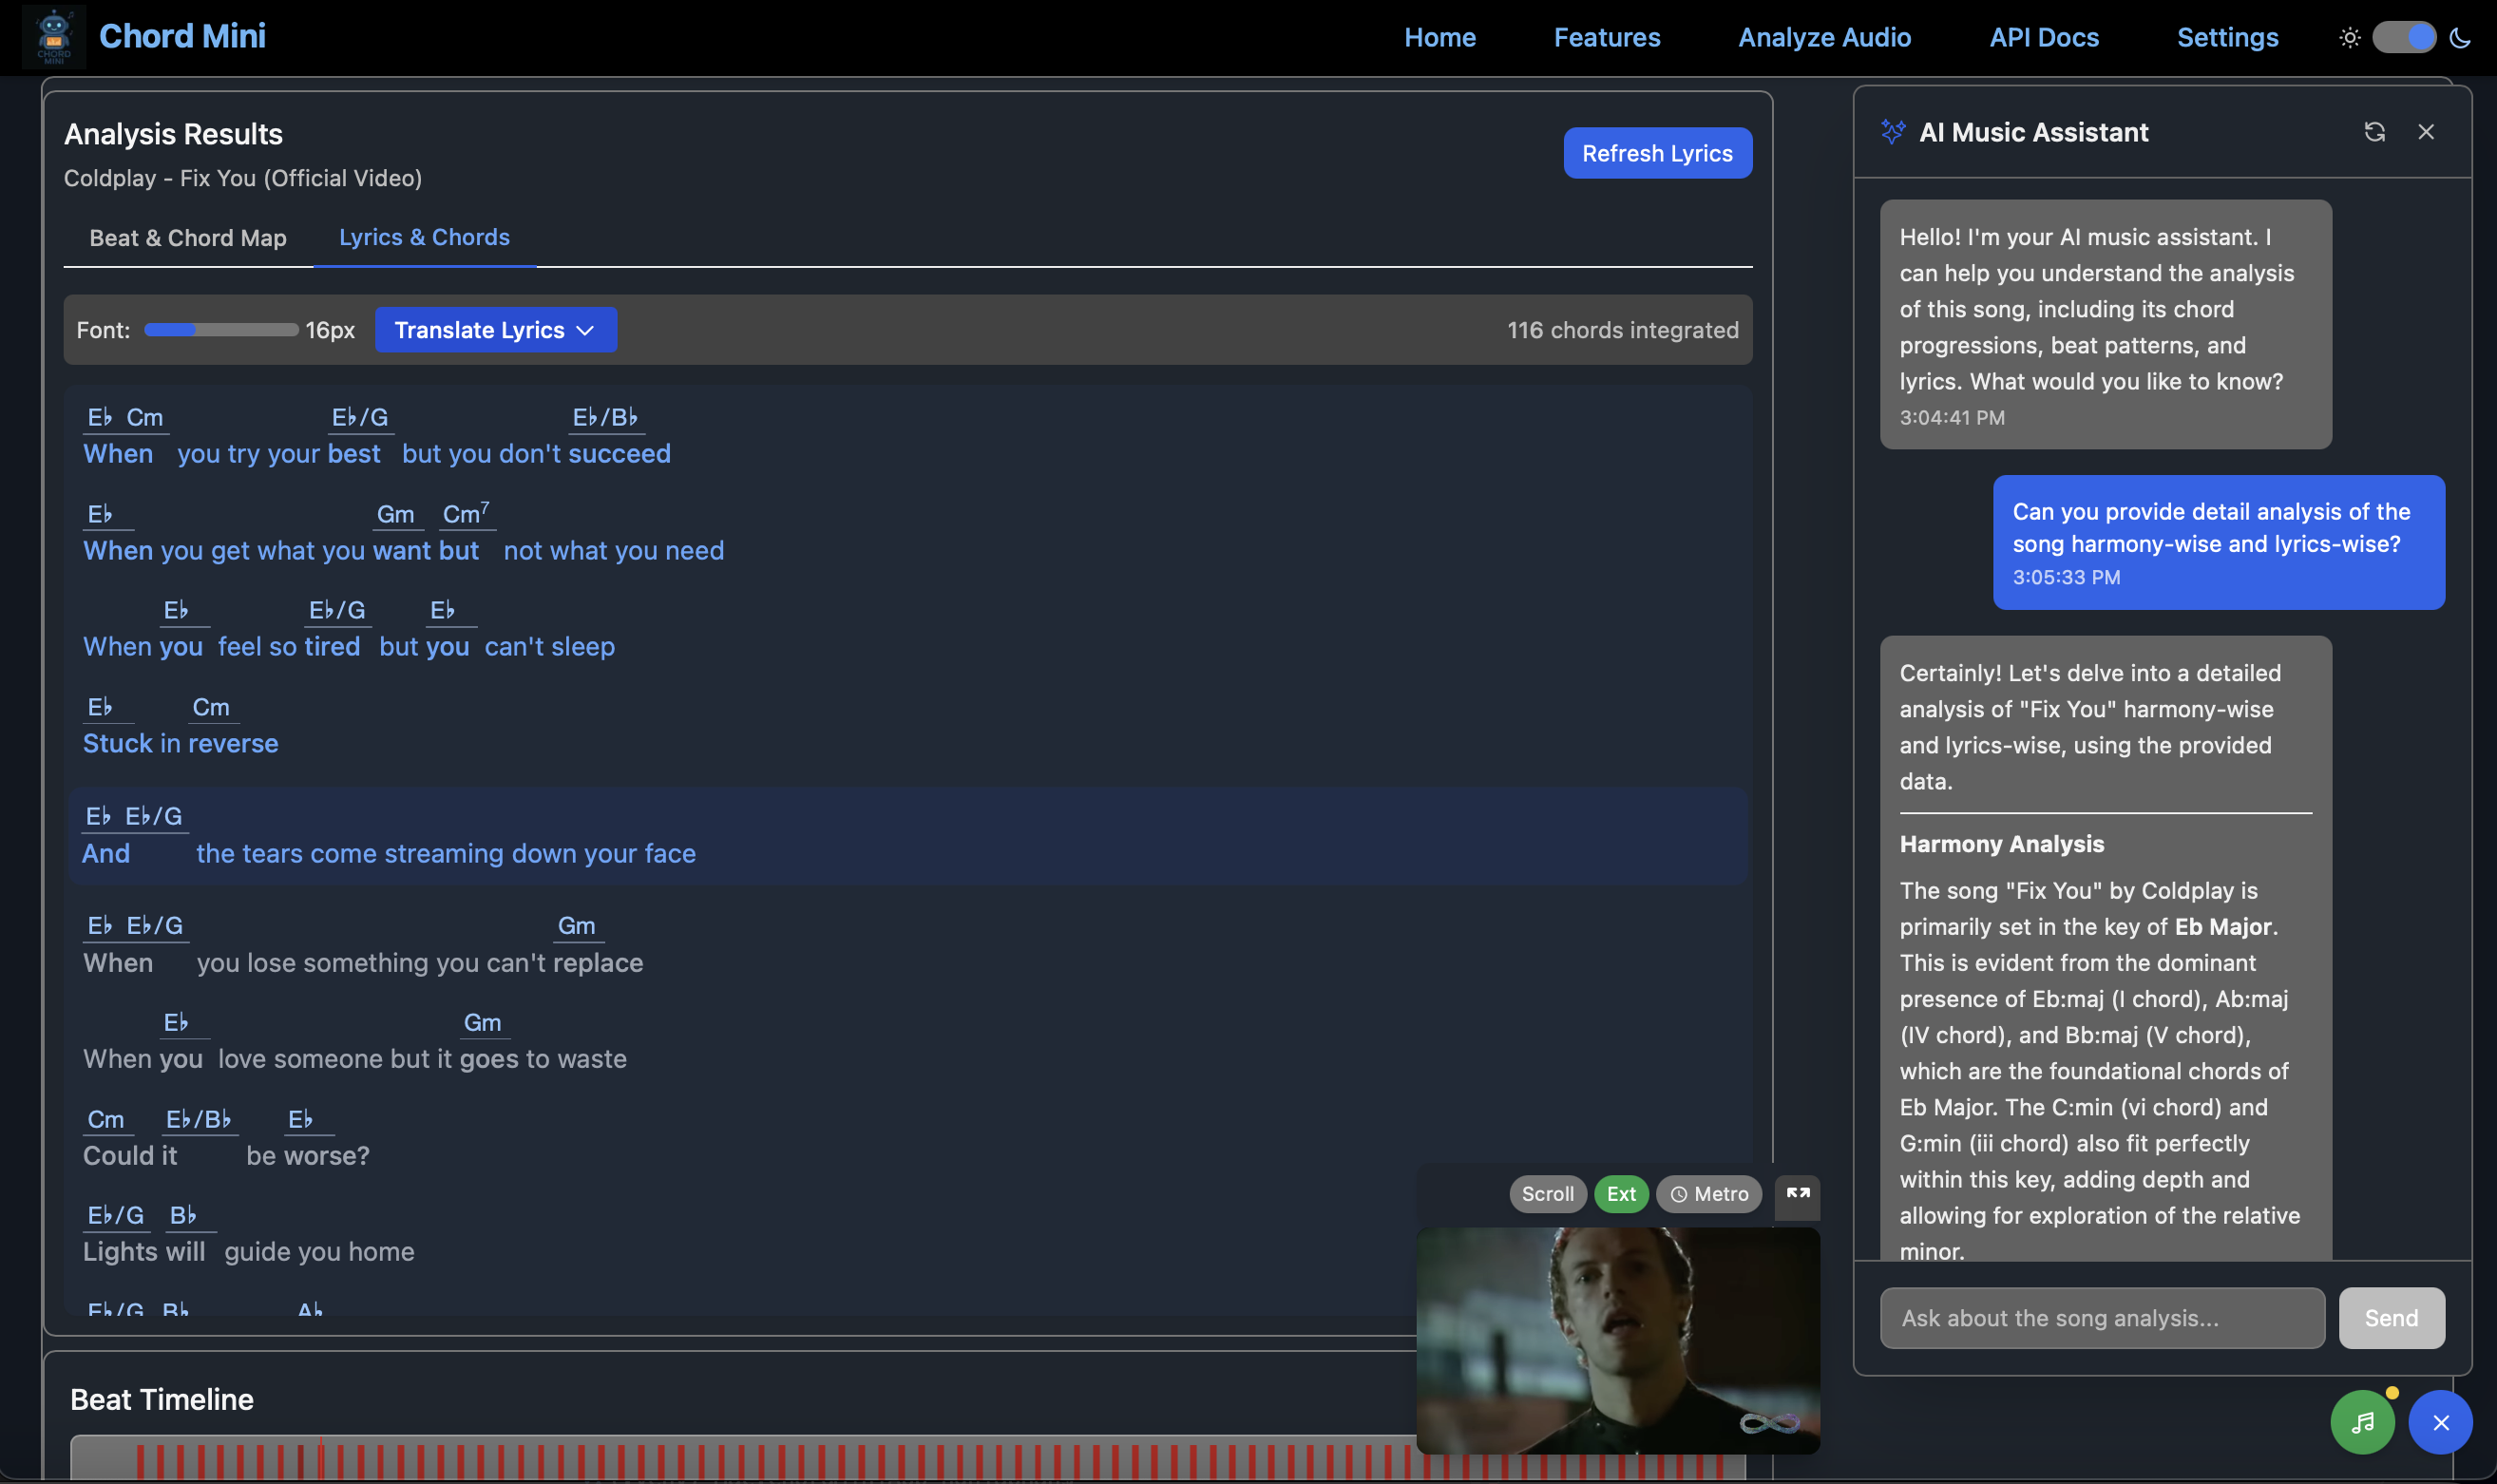 CHORD
MINI
Chord Mini
Home
Features
Analyze Audio
API Docs
Settings
Analysis Results
Coldplay - Fix You (Official Video)
Refresh Lyrics
Beat & Chord Map
Lyrics & Chords
Font:
16px
Translate Lyrics
116 chords integrated
E♭ Cm E♭/G E♭/B♭
When you try your best but you don't succeed
E♭ Gm Cm⁷
When you get what you want but not what you need
E♭ E♭/G E♭
When you feel so tired but you can't sleep
E♭ Cm
Stuck in reverse
E♭ E♭/G
And the tears come streaming down your face
E♭ E♭/G Gm
When you lose something you can't replace
E♭ Gm
When you love someone but it goes to waste
Cm E♭/B♭ E♭
Could it be worse?
E♭/G B♭
Lights will guide you home
E♭/G B♭ A♭
Scroll
Ext
Metro
Beat Timeline
AI Music Assistant
Hello! I'm your AI music assistant. I
can help you understand the analysis
of this song, including its chord
progressions, beat patterns, and
lyrics. What would you like to know?
3:04:41 PM
Can you provide detail analysis of the
song harmony-wise and lyrics-wise?
3:05:33 PM
Certainly! Let's delve into a detailed
analysis of "Fix You" harmony-wise
and lyrics-wise, using the provided
data.
Harmony Analysis
The song "Fix You" by Coldplay is
primarily set in the key of Eb Major.
This is evident from the dominant
presence of Eb:maj (I chord), Ab:maj
(IV chord), and Bb:maj (V chord),
which are the foundational chords of
Eb Major. The C:min (vi chord) and
G:min (iii chord) also fit perfectly
within this key, adding depth and
allowing for exploration of the relative
minor.
Ask about the song analysis...
Send